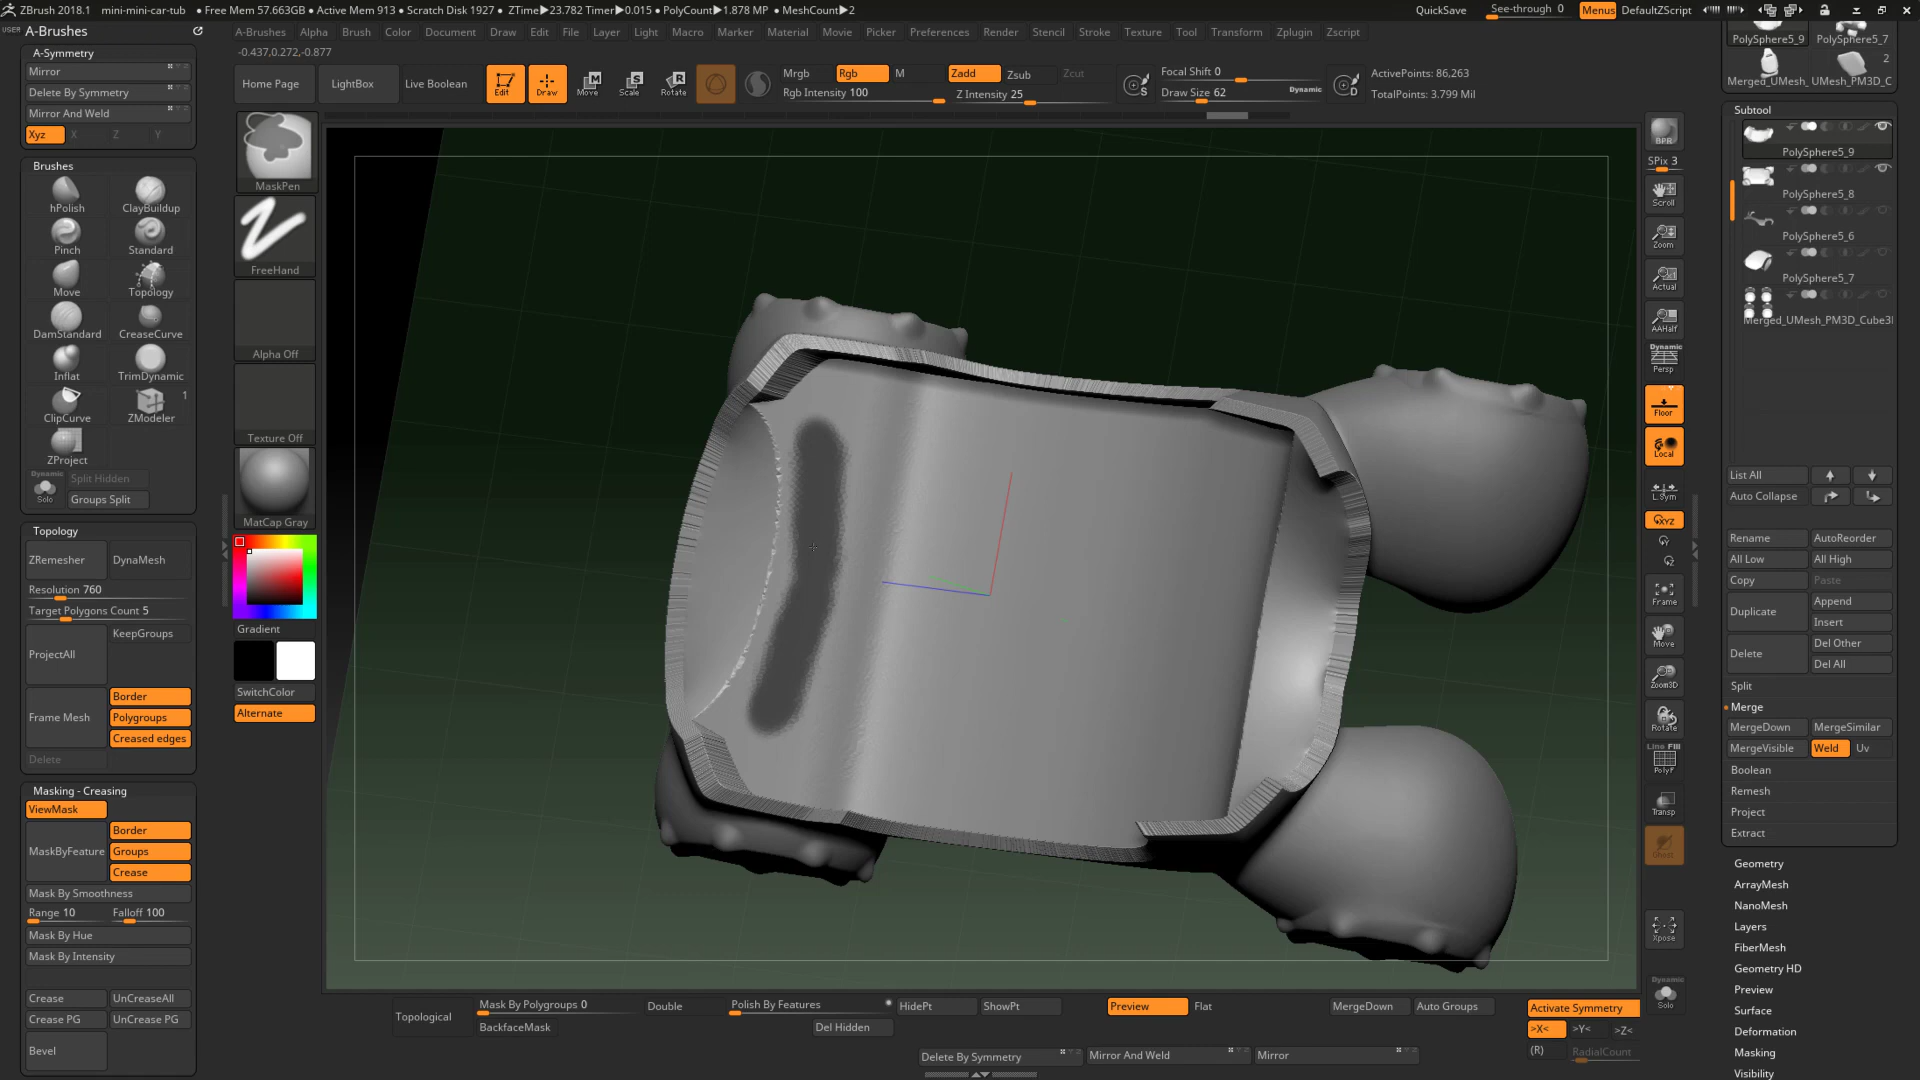 ZBrush 2018.1 mini-mini-car-tub • Free Mem 57.663GB • Active Mem 913 • Scratch Disk 1927 • ZTime▶23.782 Timer▶0.015 • PolyCount▶1.878 MP • MeshCount▶2 QuickSave See-through 0 Menus DefaultZScript
USER A-Brushes A-Brushes Alpha Brush Color Document Draw Edit File Layer Light Macro Marker Material Movie Picker Preferences Render Stencil Stroke Texture Tool Transform Zplugin Zscript
-0.437,0.272,-0.877
A-Symmetry
Mirror
Delete By Symmetry
Mirror And Weld
Xyz X Z Y
Brushes
hPolish ClayBuildup
Pinch Standard
Move Topology
DamStandard CreaseCurve
Inflat TrimDynamic
ClipCurve ZModeler 1
ZProject
Dynamic
Solo
Split Hidden
Groups Split
Topology
ZRemesher DynaMesh
Resolution 760
Target Polygons Count 5
ProjectAll KeepGroups
Frame Mesh
Border
Polygroups
Creased edges
Delete
Masking - Creasing
ViewMask
MaskByFeature
Border
Groups
Crease
Mask By Smoothness
Range 10 Falloff 100
Mask By Hue
Mask By Intensity
Crease UnCreaseAll
Crease PG UnCrease PG
Bevel
Home Page LightBox Live Boolean Edit Draw Move Scale Rotate
Mrgb Rgb M Zadd Zsub Zcut
Rgb Intensity 100 Z Intensity 25
Focal Shift 0
Draw Size 62 Dynamic
S D
ActivePoints: 86,263
TotalPoints: 3.799 Mil
MaskPen
FreeHand
Alpha Off
Texture Off
MatCap Gray
Gradient
SwitchColor
Alternate
BPR
SPix 3
Scroll
Zoom
Actual
AAHalf
Dynamic
Persp
Floor
Local
L.Sym
XYZ
Frame
Move
Zoom3D
Rotate
Line Fill
PolyF
Transp
Ghost
Xpose
Dynamic
Solo
PolySphere5_9 PolySphere5_7
2
Merged_UMesh_ UMesh_PM3D_C
Subtool
PolySphere5_9
PolySphere5_8
PolySphere5_6
PolySphere5_7
Merged_UMesh_PM3D_Cube3
List All
Auto Collapse
Rename AutoReorder
All Low All High
Copy Paste
Duplicate Append
Insert
Delete Del Other
Del All
Split
Merge
MergeDown MergeSimilar
MergeVisible Weld Uv
Boolean
Remesh
Project
Extract
Geometry
ArrayMesh
NanoMesh
Layers
FiberMesh
Geometry HD
Preview
Surface
Deformation
Masking
Visibility
Topological
Mask By Polygroups 0
BackfaceMask
Double
Polish By Features
Del Hidden
HidePt ShowPt
Preview Flat
MergeDown Auto Groups
Activate Symmetry
>X< >Y< >Z<
(R) RadialCount
Delete By Symmetry Mirror And Weld Mirror